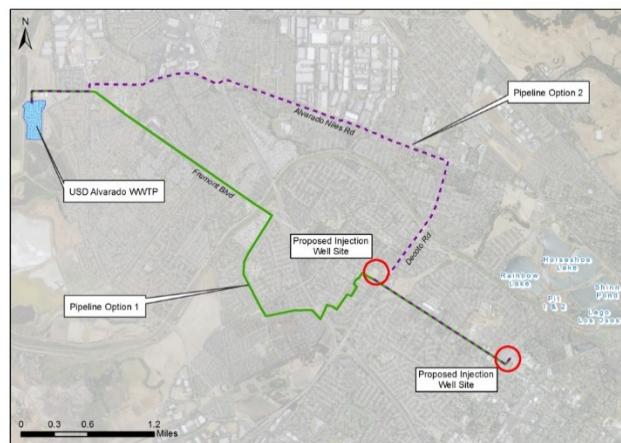 N
Pipeline Option 2
Alvarado Niles Rd
USD Alvarado WWTP
Fremont Blvd
Proposed Injection
Well Site
Decoto Rd
Horseshoe
Lake
Rainbow
Lake
Shinn
Pond
Pit
1 & 2
Lago
Los Osos
Pipeline Option 1
Proposed Injection
Well Site
0 0.3 0.6 1.2
Miles